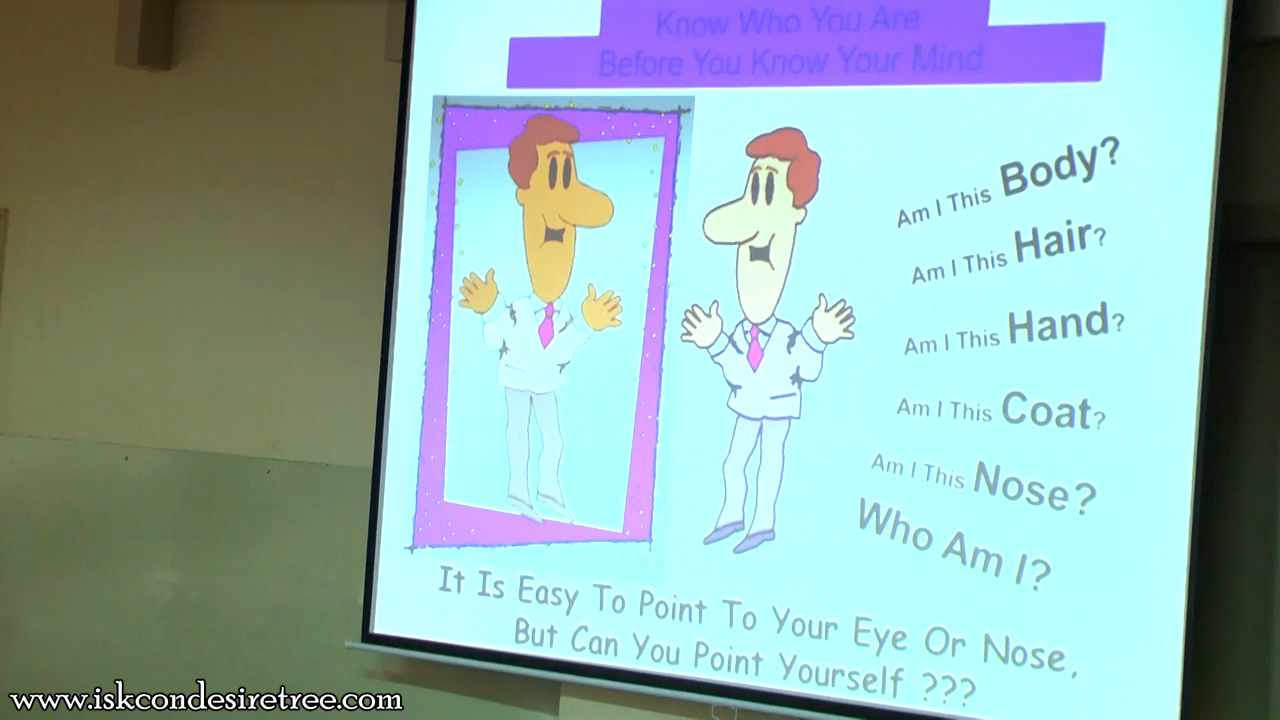 Know Who You Are
Before You Know Your Mind
Am I This Body?
Am I This Hair?
Am I This Hand?
Am I This Coat?
Am I This Nose?
Who Am I?
It Is Easy To Point To Your Eye Or Nose,
But Can You Point Yourself ???
www.iskcondesiretree.com